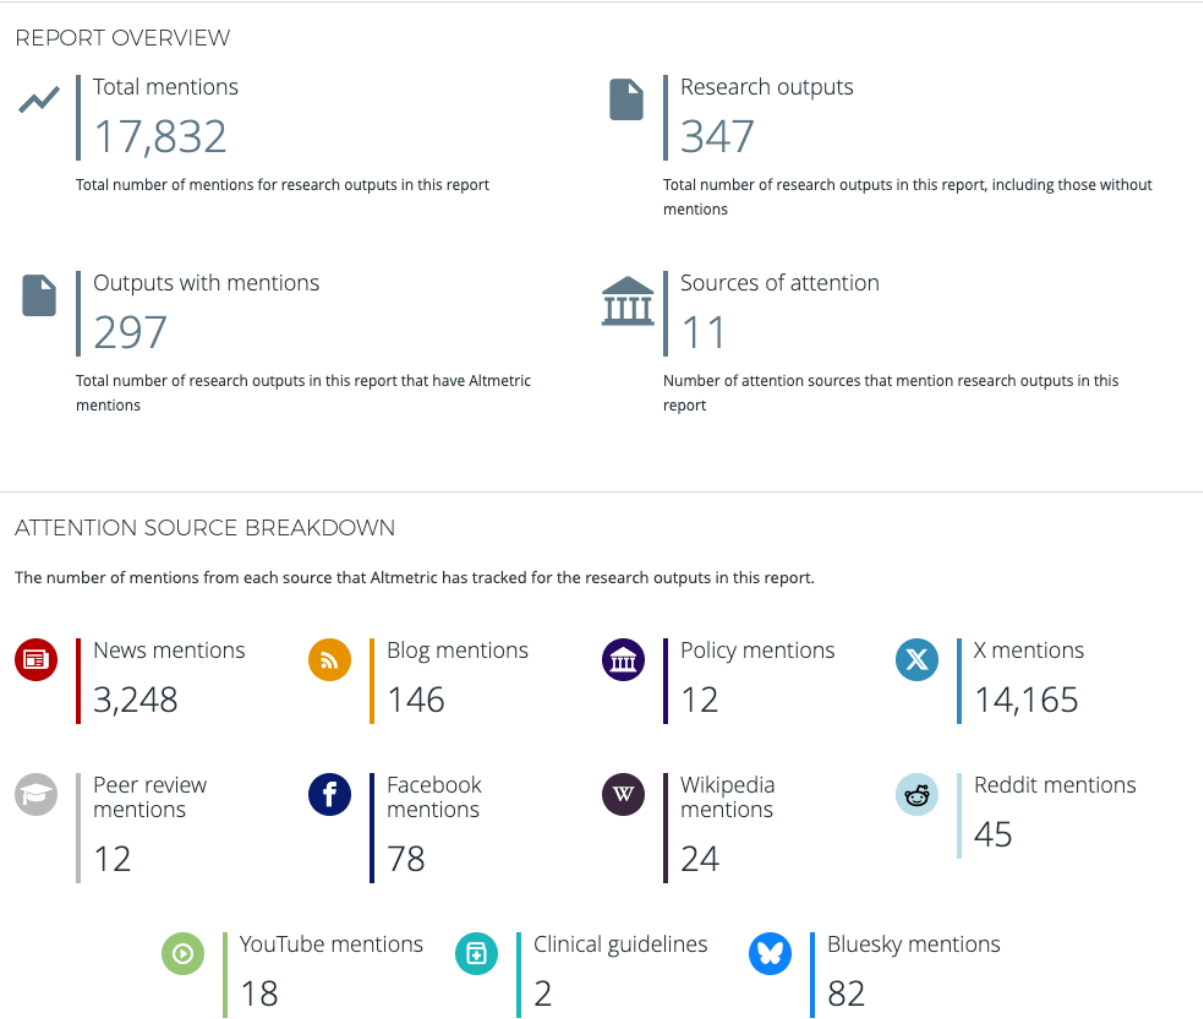 REPORT OVERVIEW
Total mentions
17,832
Total number of mentions for research outputs in this report
Research outputs
347
Total number of research outputs in this report, including those without
mentions
Outputs with mentions
297
Total number of research outputs in this report that have Altmetric
mentions
Sources of attention
11
Number of attention sources that mention research outputs in this
report
ATTENTION SOURCE BREAKDOWN
The number of mentions from each source that Altmetric has tracked for the research outputs in this report.
News mentions
3,248
Blog mentions
146
Policy mentions
12
X mentions
14,165
Peer review
mentions
12
Facebook
mentions
78
Wikipedia
mentions
24
Reddit mentions
45
YouTube mentions
18
Clinical guidelines
2
Bluesky mentions
82